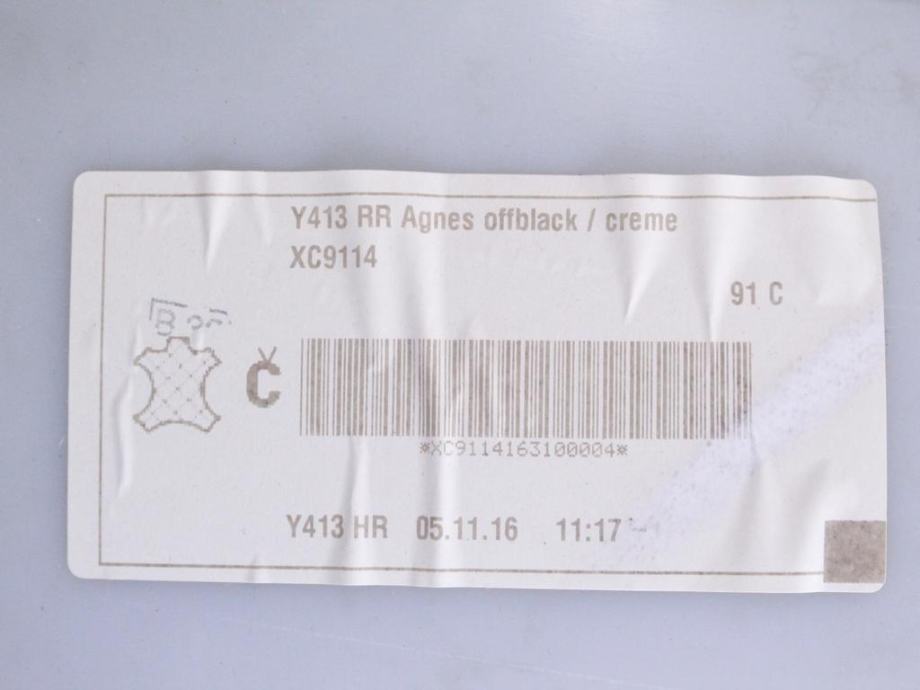 Y413 RR Agnes offblack / creme
XC9114
91 C
Č
*XC9114163100004*
Y413 HR 05.11.16 11:17